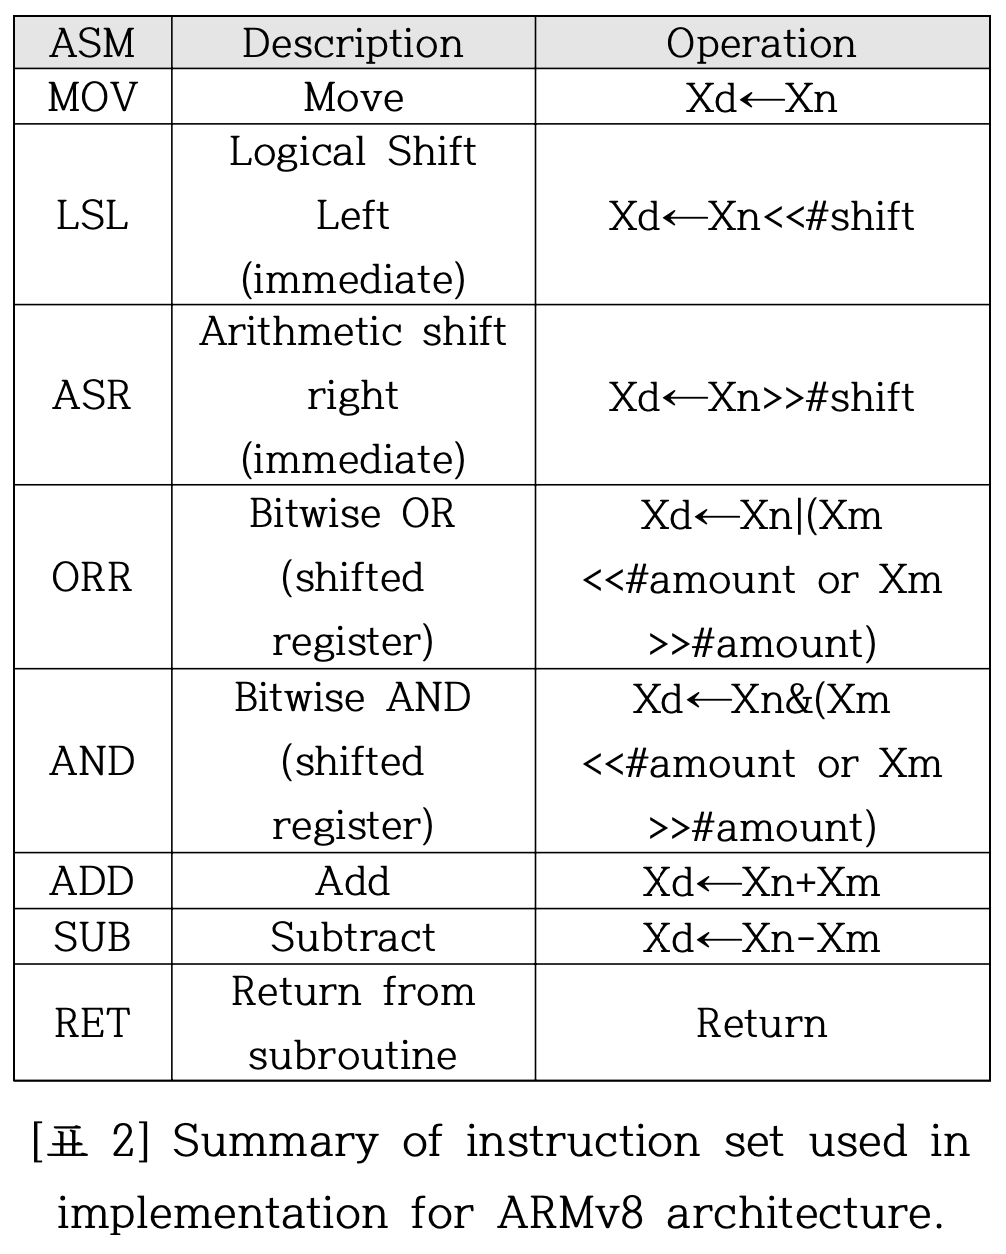 ASM Description Operation
MOV Move Xd←Xn
LSL Logical Shift
Left
(immediate) Xd←Xn<<#shift
ASR Arithmetic shift
right
(immediate) Xd←Xn>>#shift
ORR Bitwise OR
(shifted
register) Xd←Xn|(Xm
<<#amount or Xm
>>#amount)
AND Bitwise AND
(shifted
register) Xd←Xn&(Xm
<<#amount or Xm
>>#amount)
ADD Add Xd←Xn+Xm
SUB Subtract Xd←Xn-Xm
RET Return from
subroutine Return
[표 2] Summary of instruction set used in
implementation for ARMv8 architecture.